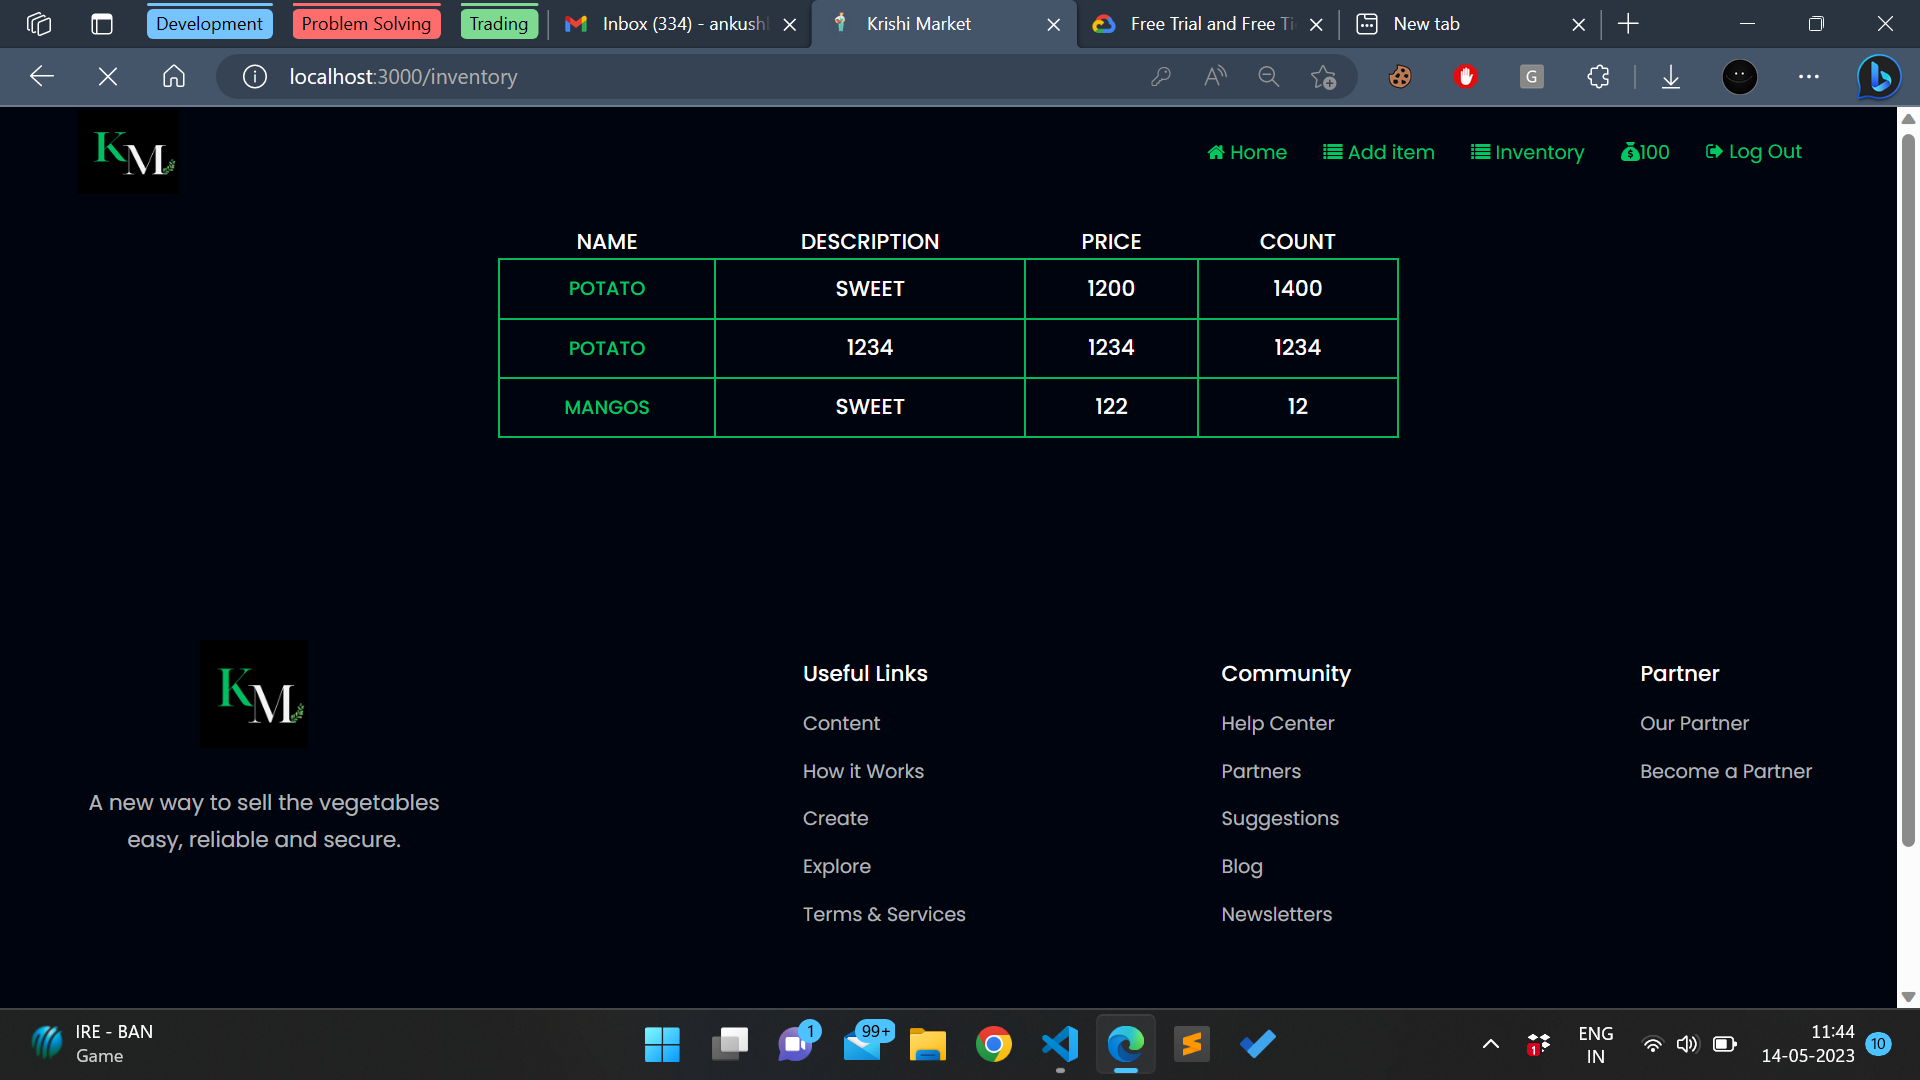 Development Problem Solving Trading Inbox (334) - ankush Krishi Market Free Trial and Free Ti New tab
localhost:3000/inventory
G
KM Home Add item Inventory 100 Log Out
NAME DESCRIPTION PRICE COUNT
POTATO SWEET 1200 1400
POTATO 1234 1234 1234
MANGOS SWEET 122 12
KM
A new way to sell the vegetables
easy, reliable and secure.
Useful Links
Content
How it Works
Create
Explore
Terms & Services
Community
Help Center
Partners
Suggestions
Blog
Newsletters
Partner
Our Partner
Become a Partner
IRE - BAN
Game
1
99+
1
ENG
IN
11:44
14-05-2023
10